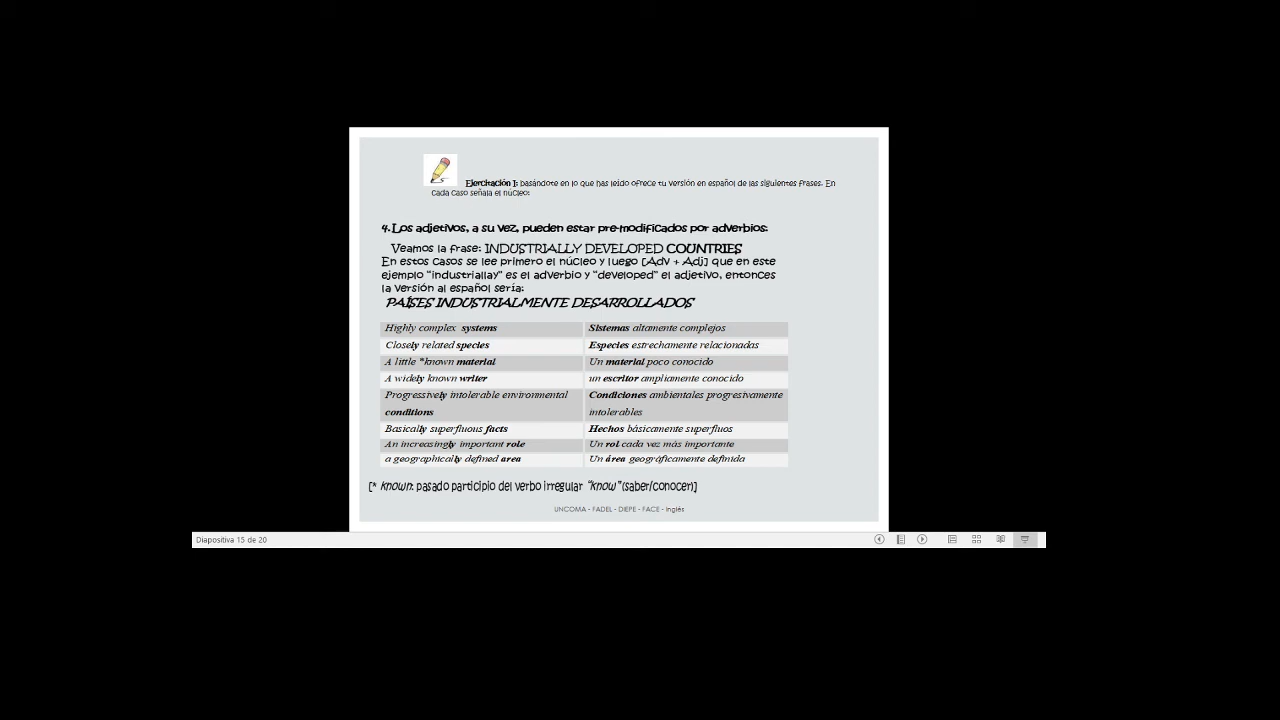 Ejercitación I: basándote en lo que has leído ofrece tu versión en español de las siguientes frases. En
cada caso señala el núcleo:
4. Los adjetivos, a su vez, pueden estar pre-modificados por adverbios:
Veamos la frase: INDUSTRIALLY DEVELOPED COUNTRIES
En estos casos se lee primero el núcleo y luego [Adv + Adj] que en este
ejemplo "industriallay" es el adverbio y "developed" el adjetivo, entonces
la versión al español sería:
PAÍSES INDUSTRIALMENTE DESARROLLADOS
Highly complex systems
Sistemas altamente complejos
Closely related species
Especies estrechamente relacionadas
A little *known material
Un material poco conocido
A widely known writer
un escritor ampliamente conocido
Progressively intolerable environmental
conditions
Condiciones ambientales progresivamente
intolerables
Basically superfluous facts
Hechos básicamente superfluos
An increasingly important role
Un rol cada vez más importante
a geographically defined area
Un área geográficamente definida
[* known: pasado participio del verbo irregular "know" (saber/conocer)]
UNCOMA - FADEL - DIEPE - FACE - Inglés
Diapositiva 15 de 20